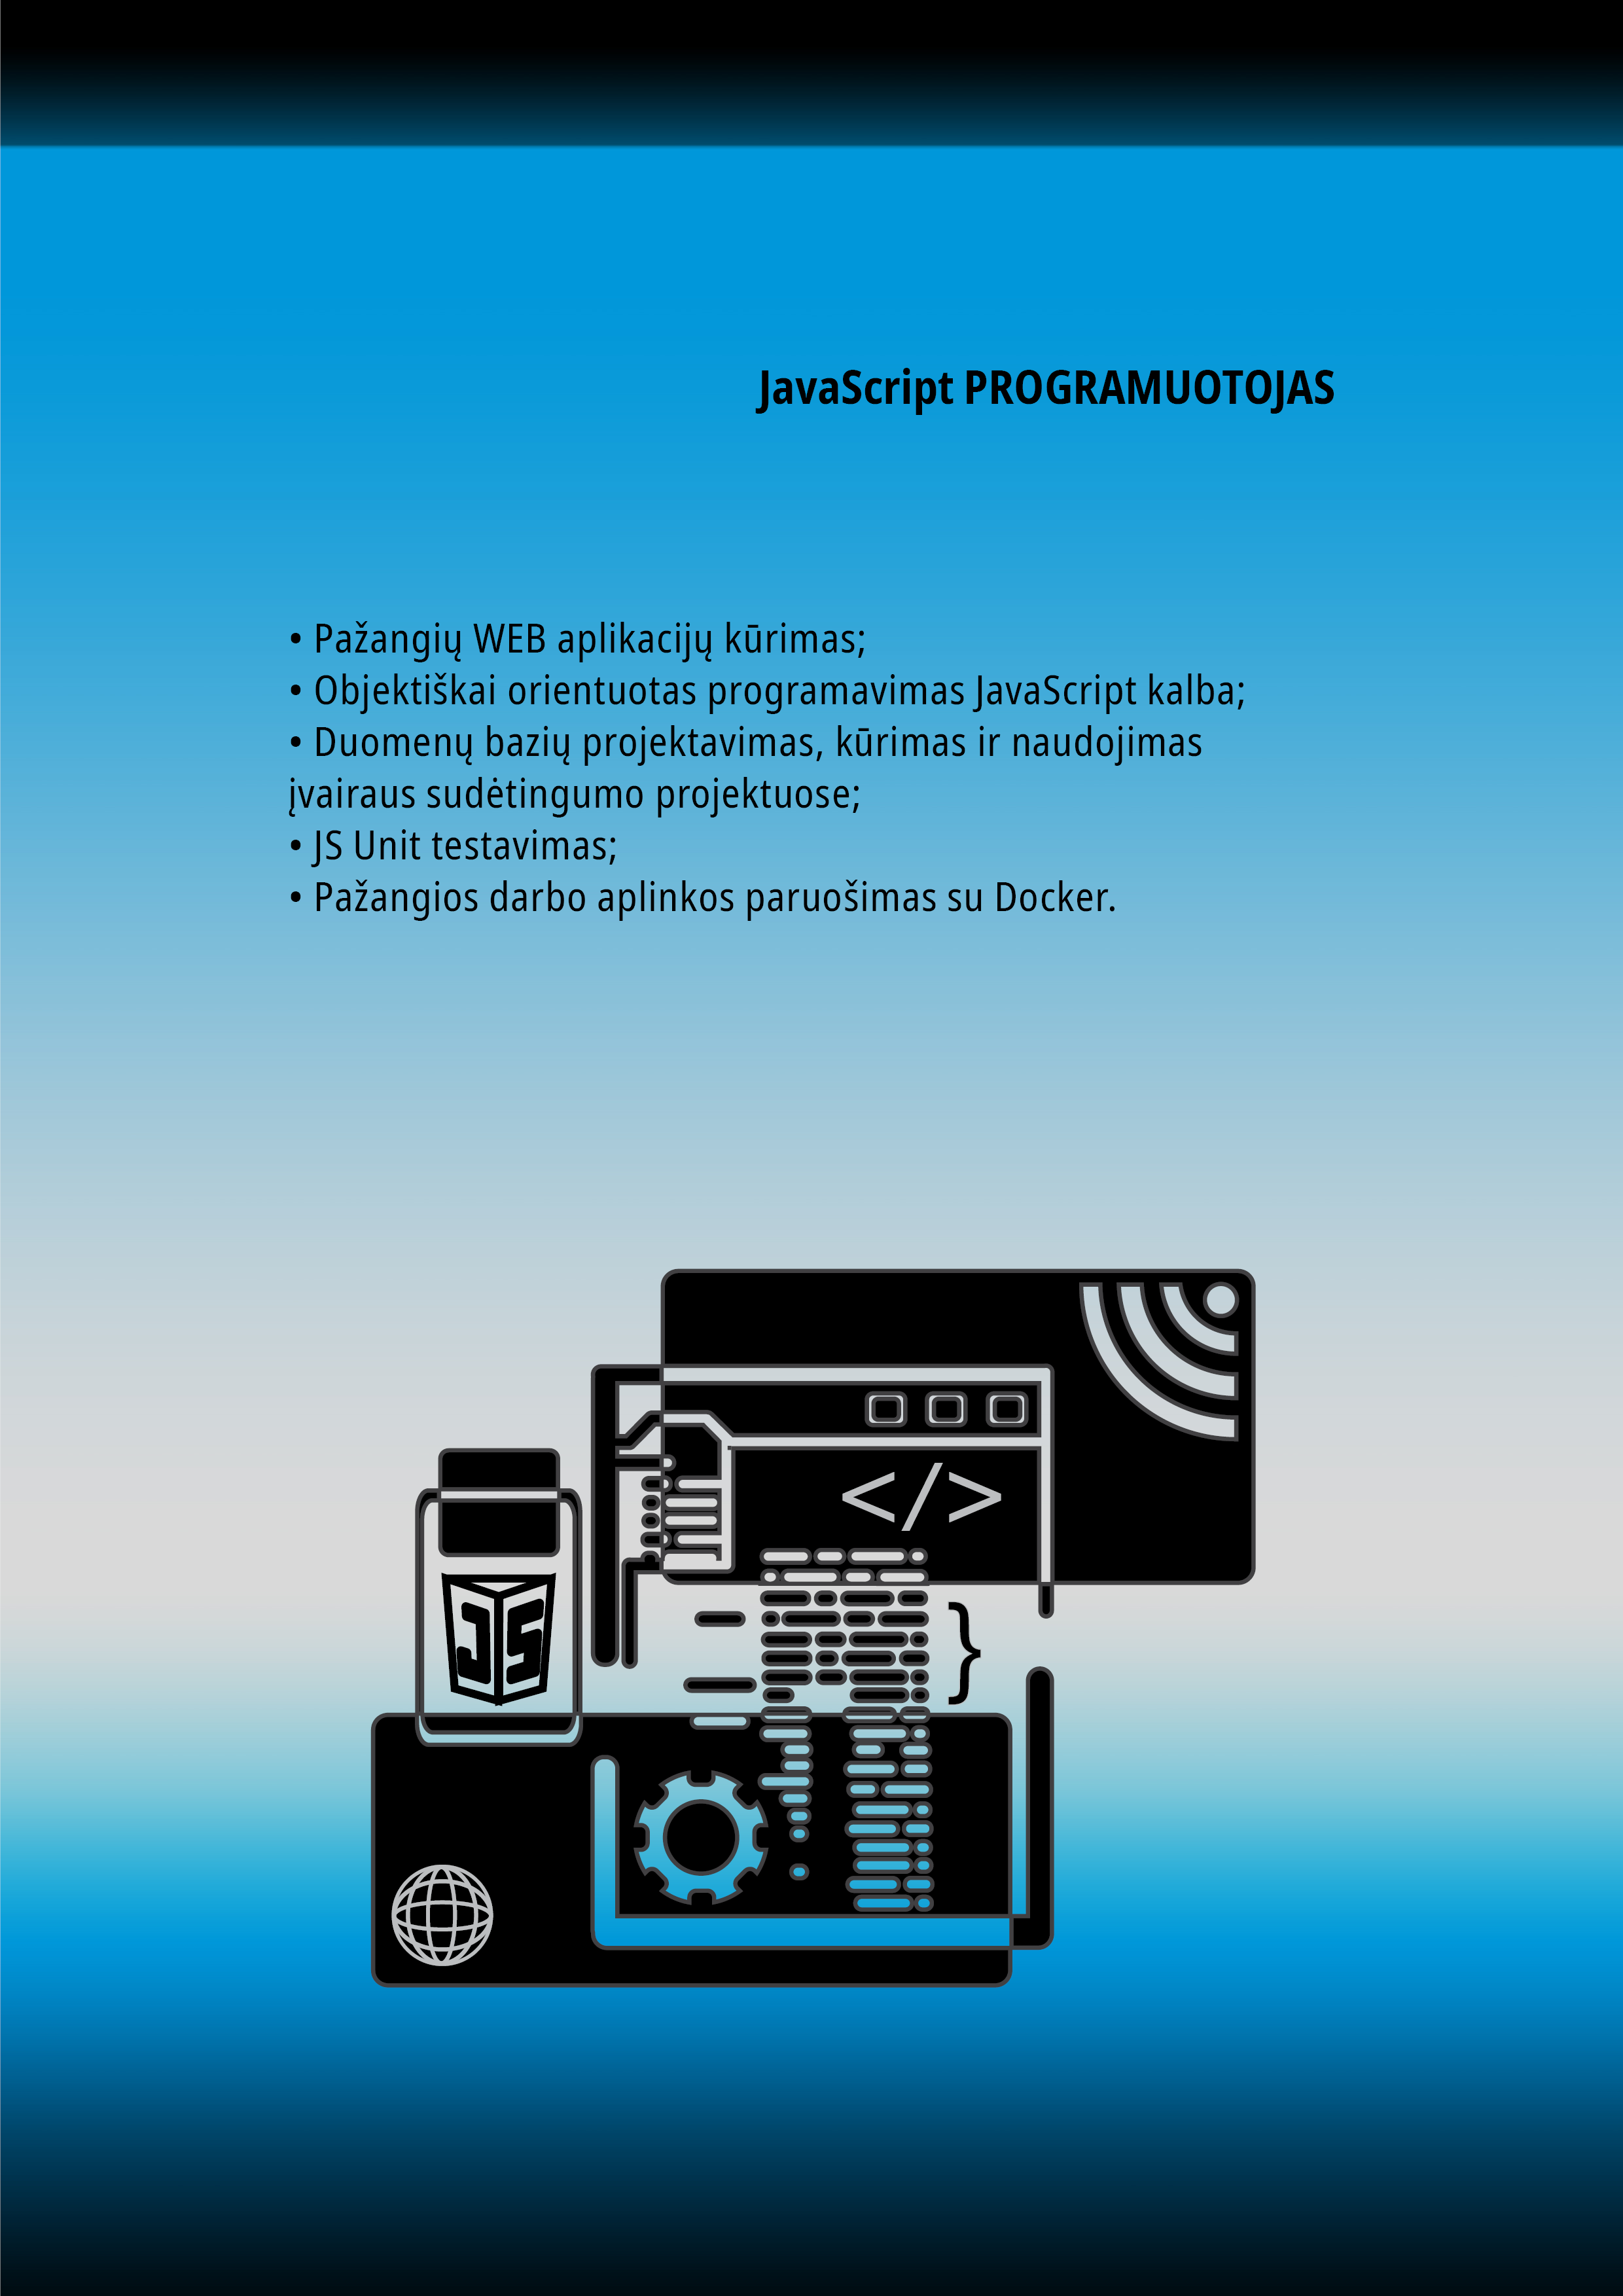 JavaScript PROGRAMUOTOJAS
• Pažangių WEB aplikacijų kūrimas;
• Objektiškai orientuotas programavimas JavaScript kalba;
• Duomenų bazių projektavimas, kūrimas ir naudojimas
įvairaus sudėtingumo projektuose;
• JS Unit testavimas;
• Pažangios darbo aplinkos paruošimas su Docker.
</>
JS
}